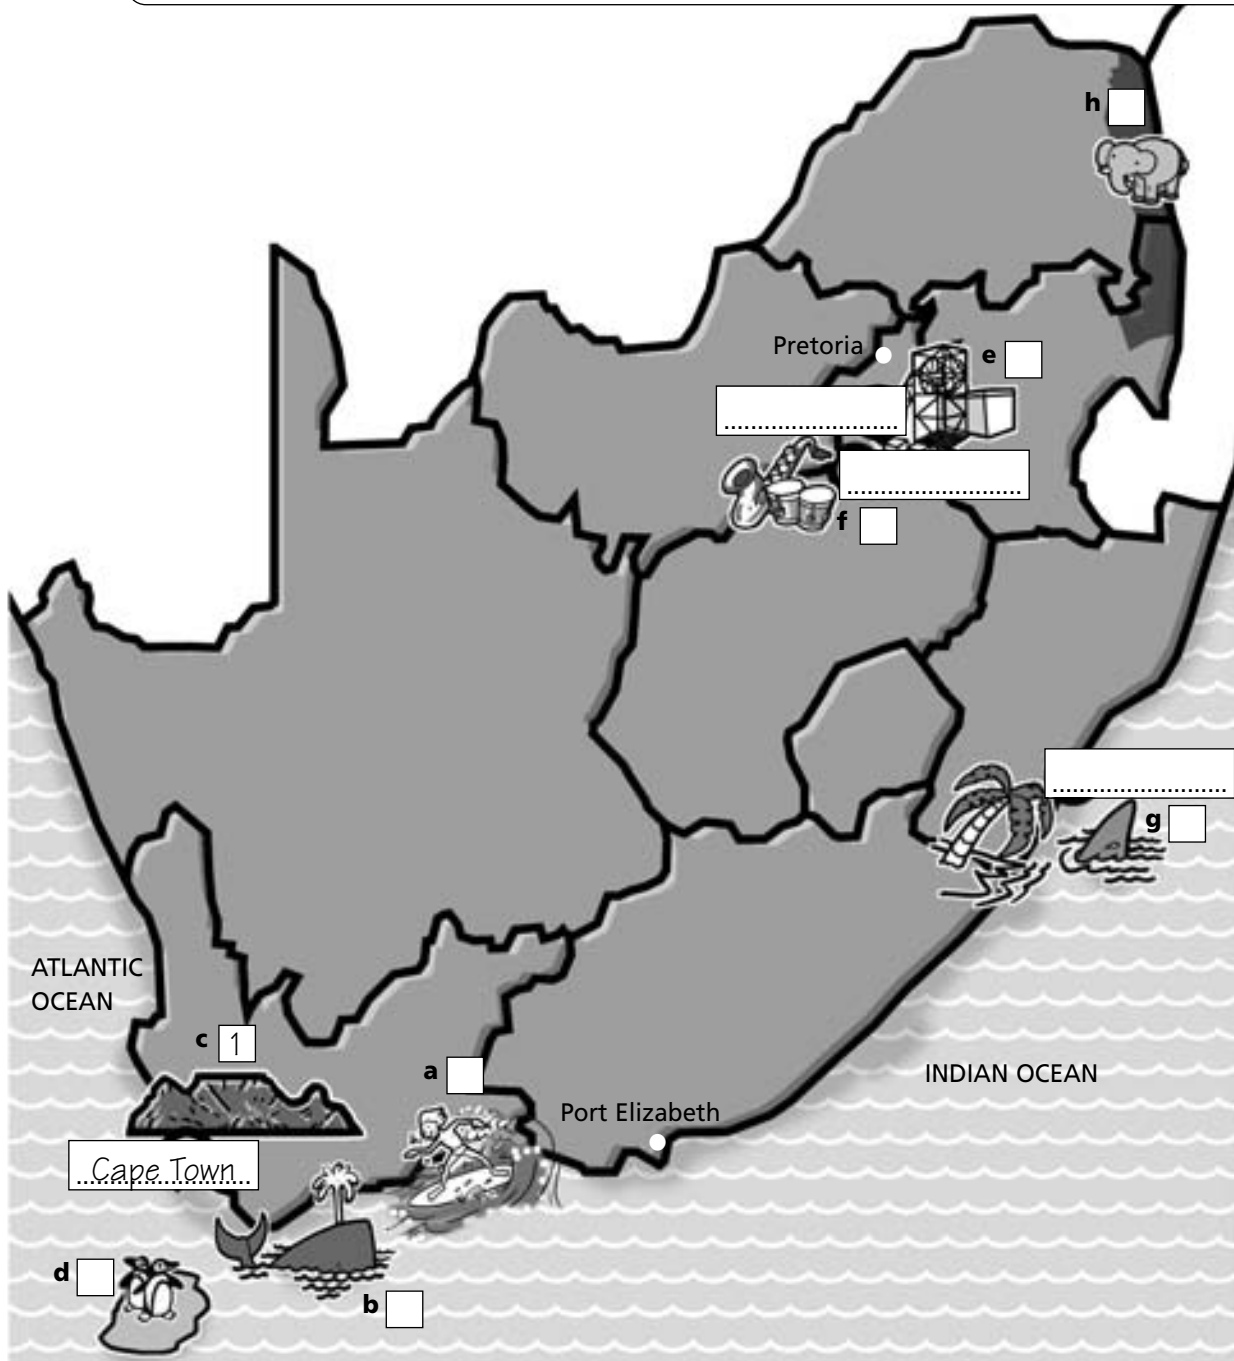 h
Pretoria
e
f
g
ATLANTIC
OCEAN
c 1
a
INDIAN OCEAN
Port Elizabeth
Cape Town
d
b